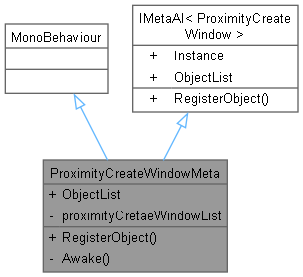 MonoBehaviour
IMetaAI< ProximityCreate
Window >
+ Instance
+ ObjectList
+ RegisterObject()
ProximityCreateWindowMeta
+ ObjectList
- proximityCretaeWindowList
+ RegisterObject()
- Awake()